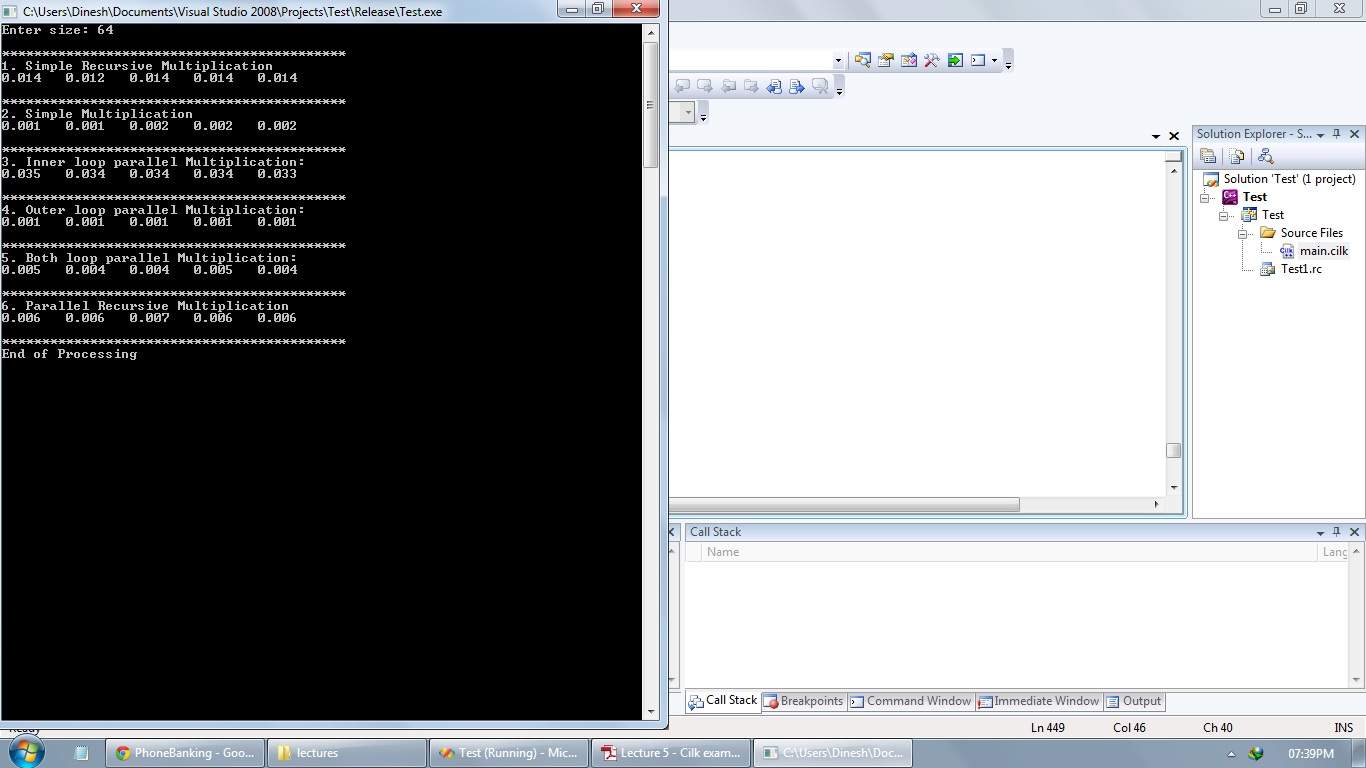 C:\Users\Dinesh\Documents\Visual Studio 2008\Projects\Test\Release\Test.exe
Enter size: 64
*******************************************
1. Simple Recursive Multiplication
0.014 0.012 0.014 0.014 0.014
*******************************************
2. Simple Multiplication
0.001 0.001 0.002 0.002 0.002
*******************************************
3. Inner loop parallel Multiplication:
0.035 0.034 0.034 0.034 0.033
*******************************************
4. Outer loop parallel Multiplication:
0.001 0.001 0.001 0.001 0.001
*******************************************
5. Both loop parallel Multiplication:
0.005 0.004 0.004 0.005 0.004
*******************************************
6. Parallel Recursive Multiplication
0.006 0.006 0.007 0.006 0.006
*******************************************
End of Processing
Solution Explorer - S...
Solution 'Test' (1 project)
Test
Test
Source Files
main.cilk
Test1.rc
Call Stack
Name Lang
Call Stack Breakpoints Command Window Immediate Window Output
Ready Ln 449 Col 46 Ch 40 INS
PhoneBanking - Goo... lectures Test (Running) - Mic... Lecture 5 - Cilk exam... C:\Users\Dinesh\Doc... 07:39PM